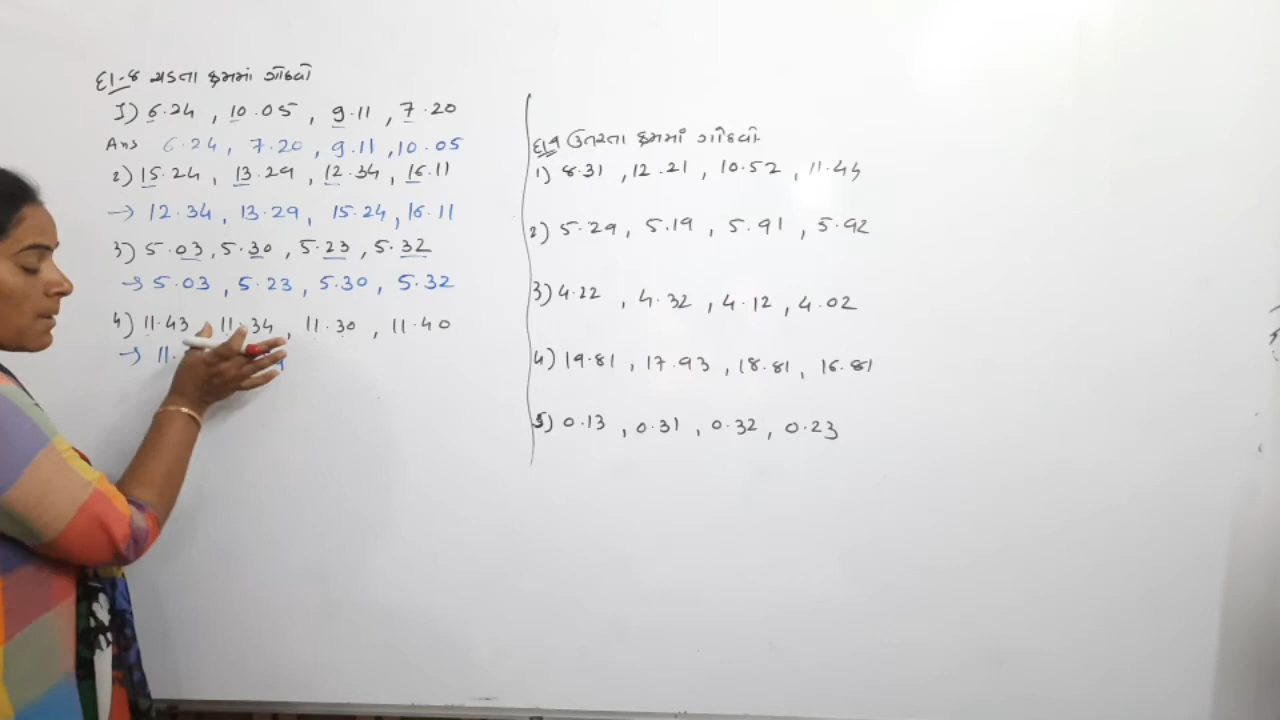 દા-૪ ચડતા ક્રમમાં ગોઠવો
1) 6.24 , 10.05 , 9.11 , 7.20
Ans 6.24 , 7.20 , 9.11 , 10.05
2) 15.24 , 13.29 , 12.34 , 16.11
→ 12.34 , 13.29 , 15.24 , 16.11
3) 5.03 , 5.30 , 5.23 , 5.32
→ 5.03 , 5.23 , 5.30 , 5.32
4) 11.43 , 11.34 , 11.30 , 11.40
→ 11.
દા૫ ઉતરતા ક્રમમાં ગોઠવો
1) 8.31 , 12.21 , 10.52 , 11.44
2) 5.29 , 5.19 , 5.91 , 5.92
3) 4.22 , 4.32 , 4.12 , 4.02
4) 19.81 , 17.93 , 18.81 , 16.81
5) 0.13 , 0.31 , 0.32 , 0.23